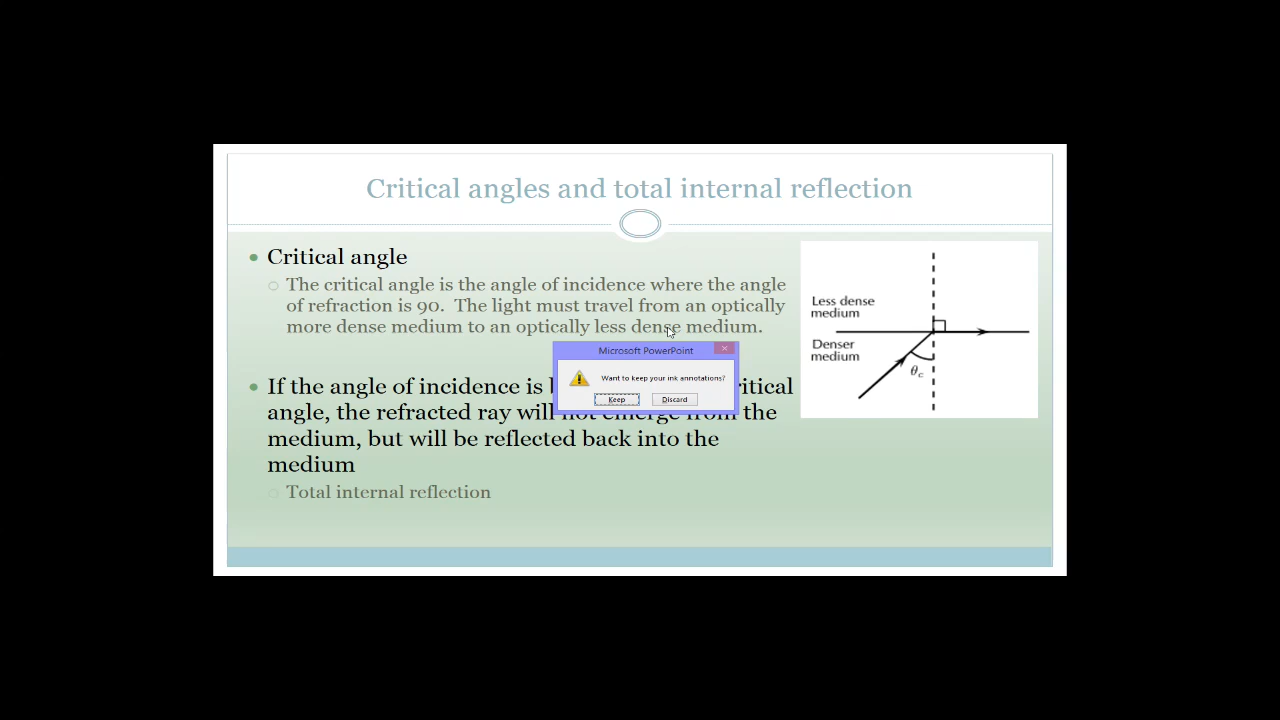 Critical angles and total internal reflection
Critical angle
The critical angle is the angle of incidence where the angle
of refraction is 90. The light must travel from an optically
more dense medium to an optically less dense medium.
If the angle of incidence is
critical
angle, the refracted ray will not emerge from the
medium, but will be reflected back into the
medium
Total internal reflection
Microsoft PowerPoint
Want to keep your ink annotations?
Keep
Discard
Less dense
medium
Denser
medium
θc